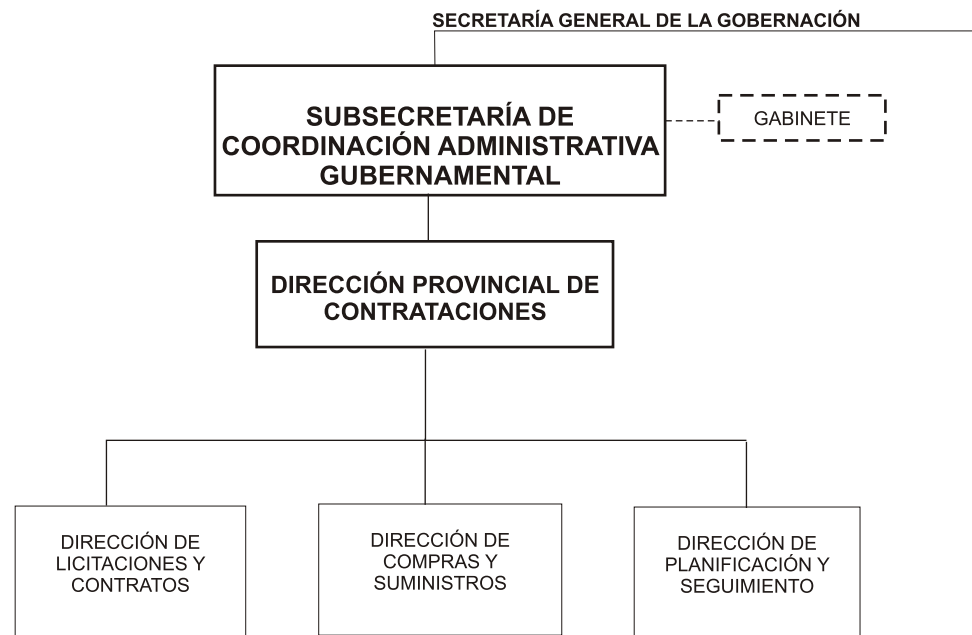 SECRETARÍA GENERAL DE LA GOBERNACIÓN
SUBSECRETARÍA DE
COORDINACIÓN ADMINISTRATIVA
GUBERNAMENTAL
GABINETE
DIRECCIÓN PROVINCIAL DE
CONTRATACIONES
DIRECCIÓN DE
LICITACIONES Y
CONTRATOS
DIRECCIÓN DE
COMPRAS Y
SUMINISTROS
DIRECCIÓN DE
PLANIFICACIÓN Y
SEGUIMIENTO